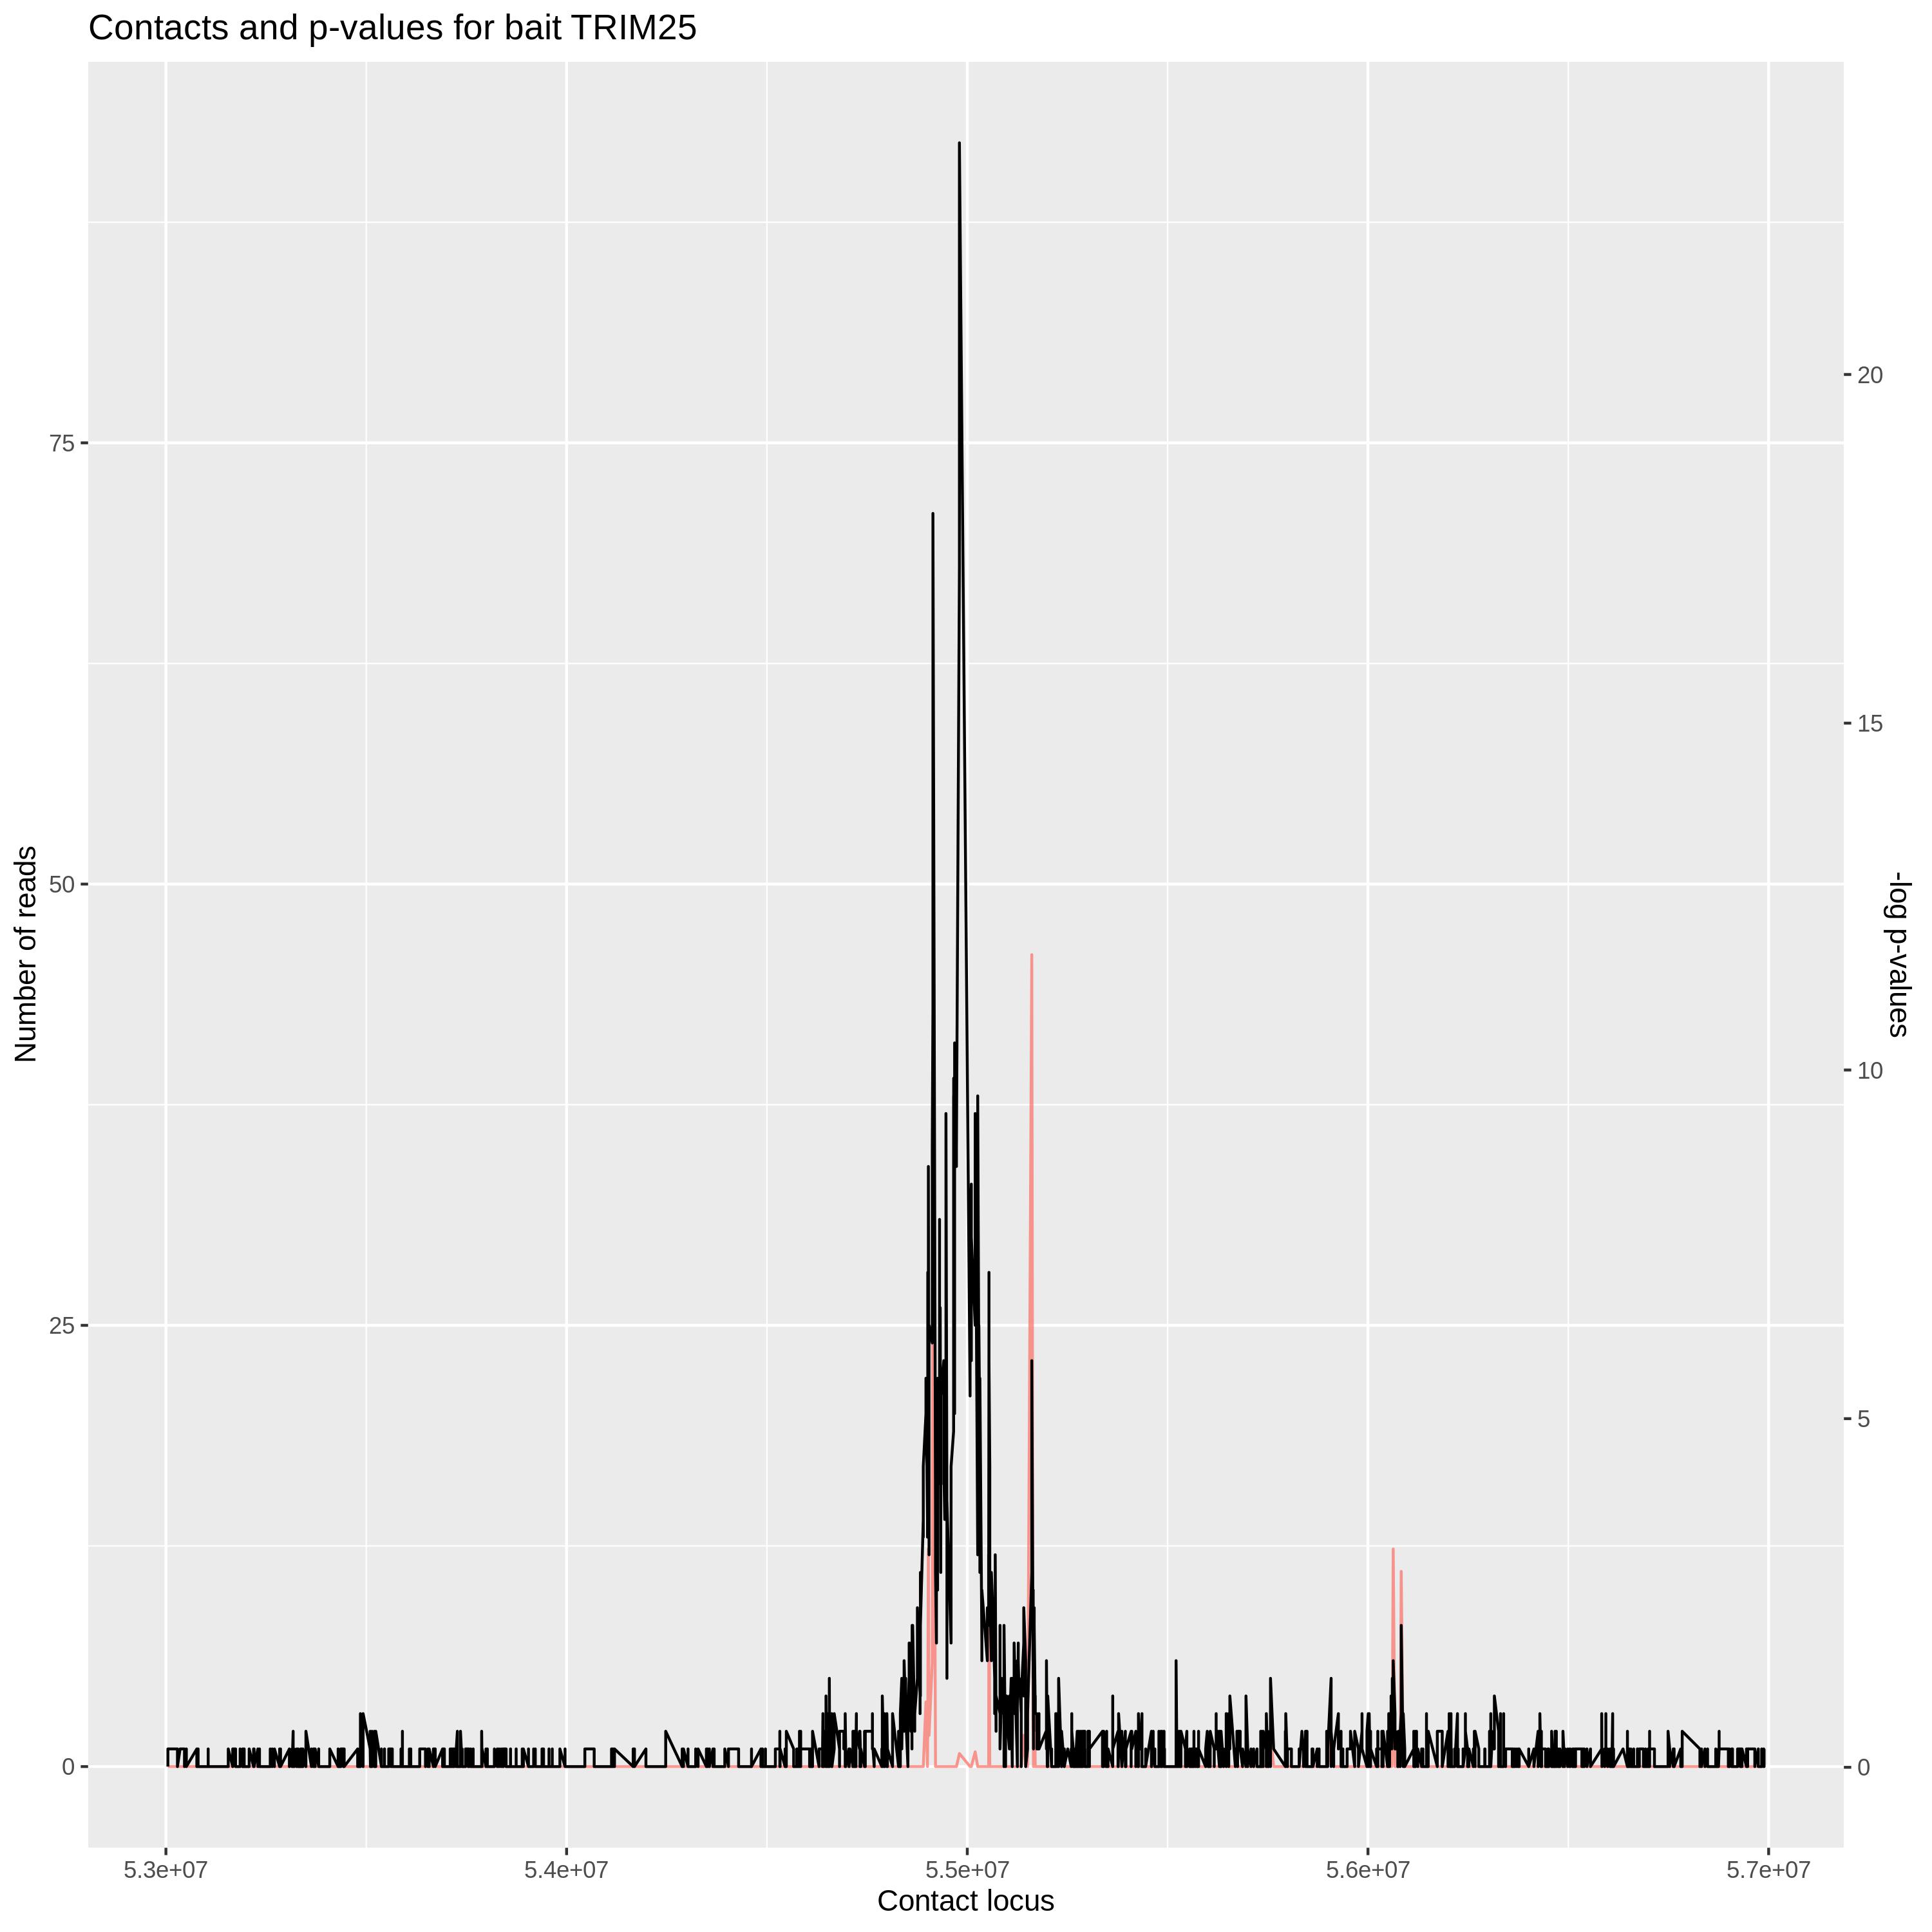 Contacts and p-values for bait TRIM25
Number of reads
75
50
25
0
20
15
10
5
0
-log p-values
5.3e+07
5.4e+07
5.5e+07
5.6e+07
5.7e+07
Contact locus